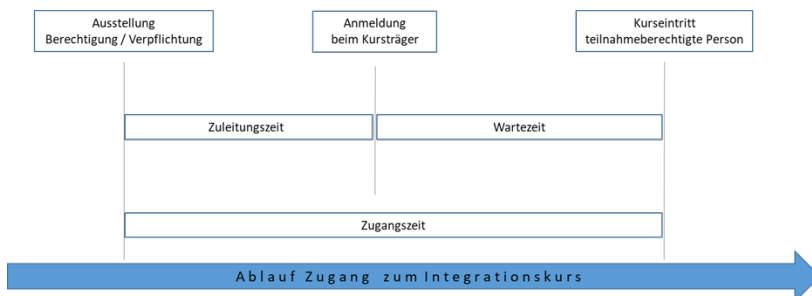 Ausstellung
Berechtigung / Verpflichtung
Anmeldung
beim Kursträger
Kurseintritt
teilnahmeberechtigte Person
Zuleitungszeit
Wartezeit
Zugangszeit
Ablauf Zugang zum Integrationskurs